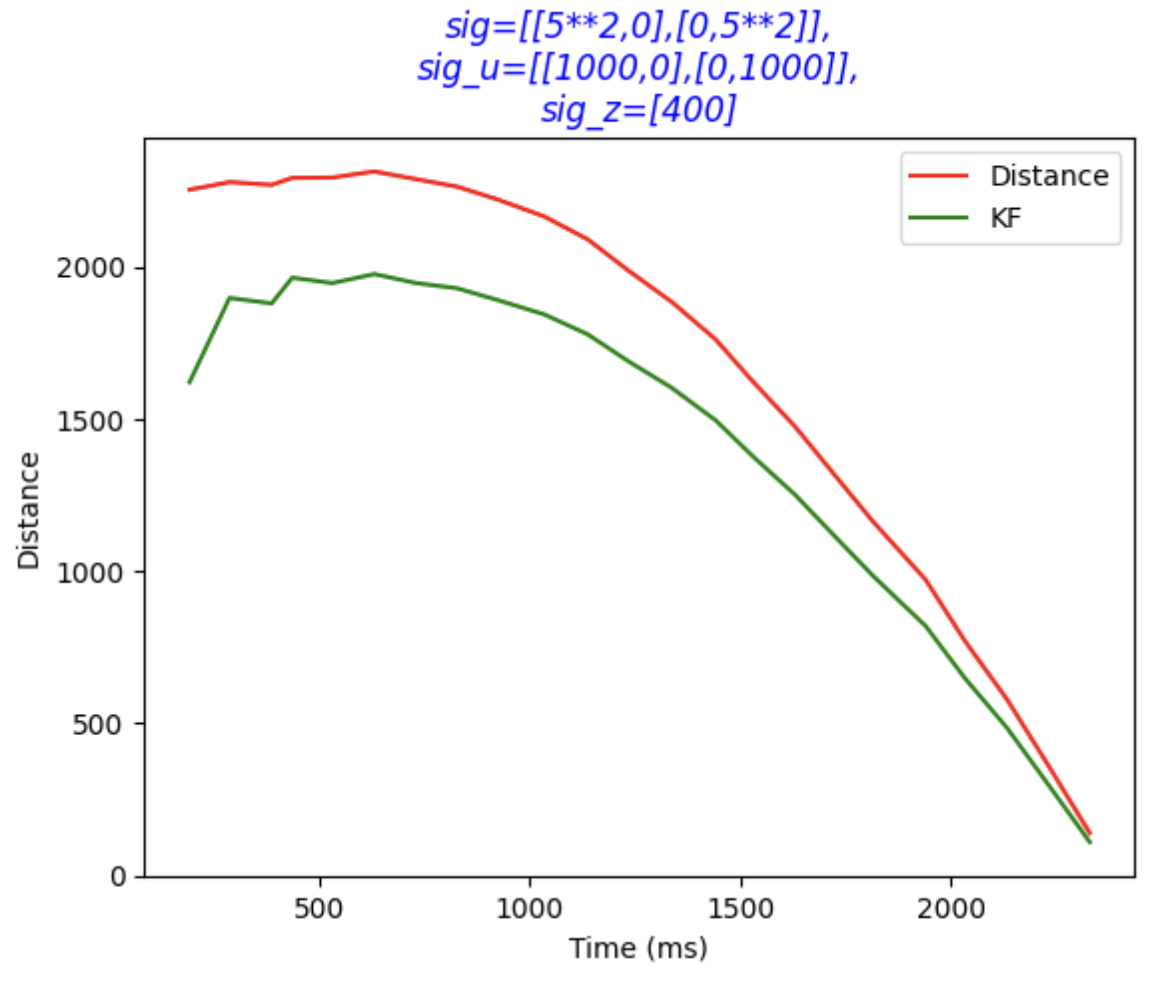 sig=[[5**2,0],[0,5**2]],
sig_u=[[1000,0],[0,1000]],
sig_z=[400]
Distance
KF
2000
1500
1000
500
0
Distance
500
1000
1500
2000
Time (ms)